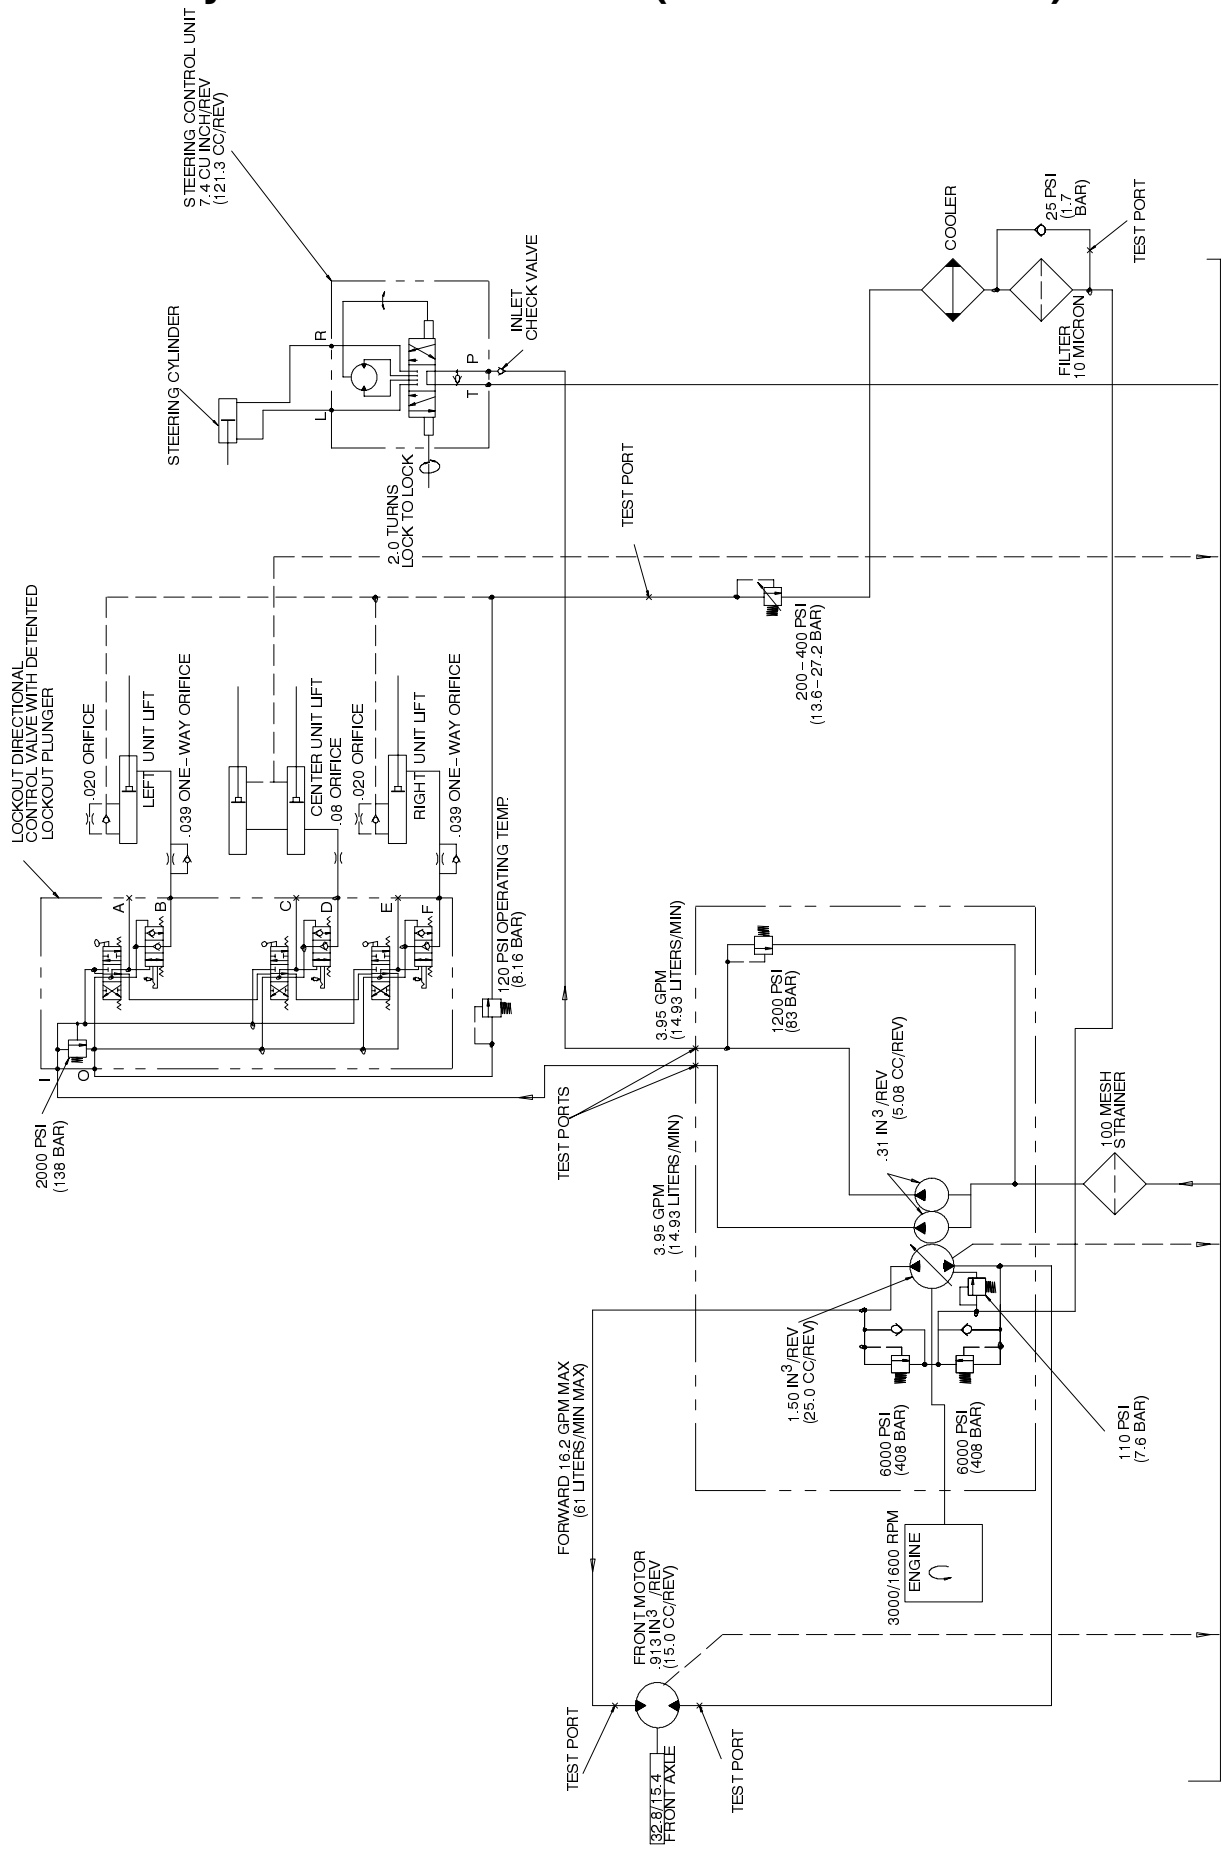 STEERING CONTROL UNIT
7.4 CU INCH/REV
(121.3 CC/REV)
STEERING CYLINDER
L
R
T
P
INLET
CHECK VALVE
2.0 TURNS
LOCK TO LOCK
LOCKOUT DIRECTIONAL
CONTROL VALVE WITH DETENTED
LOCKOUT PLUNGER
.020 ORIFICE
LEFT UNIT LIFT
.039 ONE-WAY ORIFICE
CENTER UNIT LIFT
.08 ORIFICE
.020 ORIFICE
RIGHT UNIT LIFT
.039 ONE-WAY ORIFICE
A
B
C
D
E
F
I
O
2000 PSI
(138 BAR)
120 PSI OPERATING TEMP.
(8.16 BAR)
TEST PORT
200-400 PSI
(13.6-27.2 BAR)
COOLER
25 PSI
(1.7
BAR)
TEST PORT
FILTER
10 MICRON
TEST PORTS
3.95 GPM
(14.93 LITERS/MIN)
3.95 GPM
(14.93 LITERS/MIN)
1200 PSI
(83 BAR)
.31 IN3/REV
(5.08 CC/REV)
100 MESH
STRAINER
1.50 IN3/REV
(25.0 CC/REV)
6000 PSI
(408 BAR)
6000 PSI
(408 BAR)
110 PSI
(7.6 BAR)
FORWARD 16.2 GPM MAX
(61 LITERS/MIN MAX)
3000/1600 RPM
ENGINE
FRONT MOTOR
.913 IN3 /REV
(15.0 CC/REV)
TEST PORT
TEST PORT
32.8/15.4
FRONT AXLE